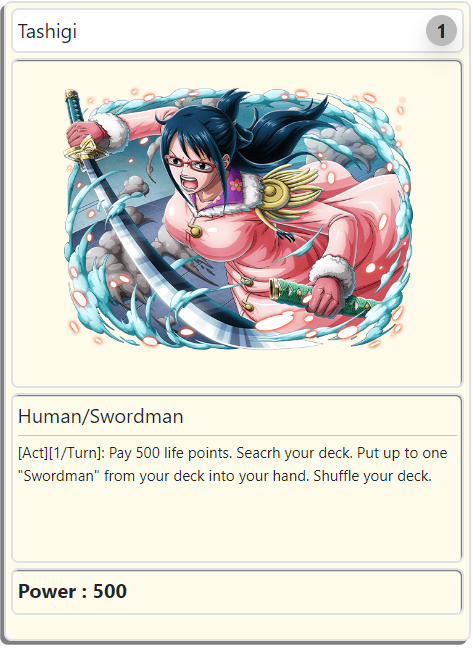 Tashigi 1
Human/Swordman
[Act][1/Turn]: Pay 500 life points. Seacrh your deck. Put up to one
"Swordman" from your deck into your hand. Shuffle your deck.
Power : 500